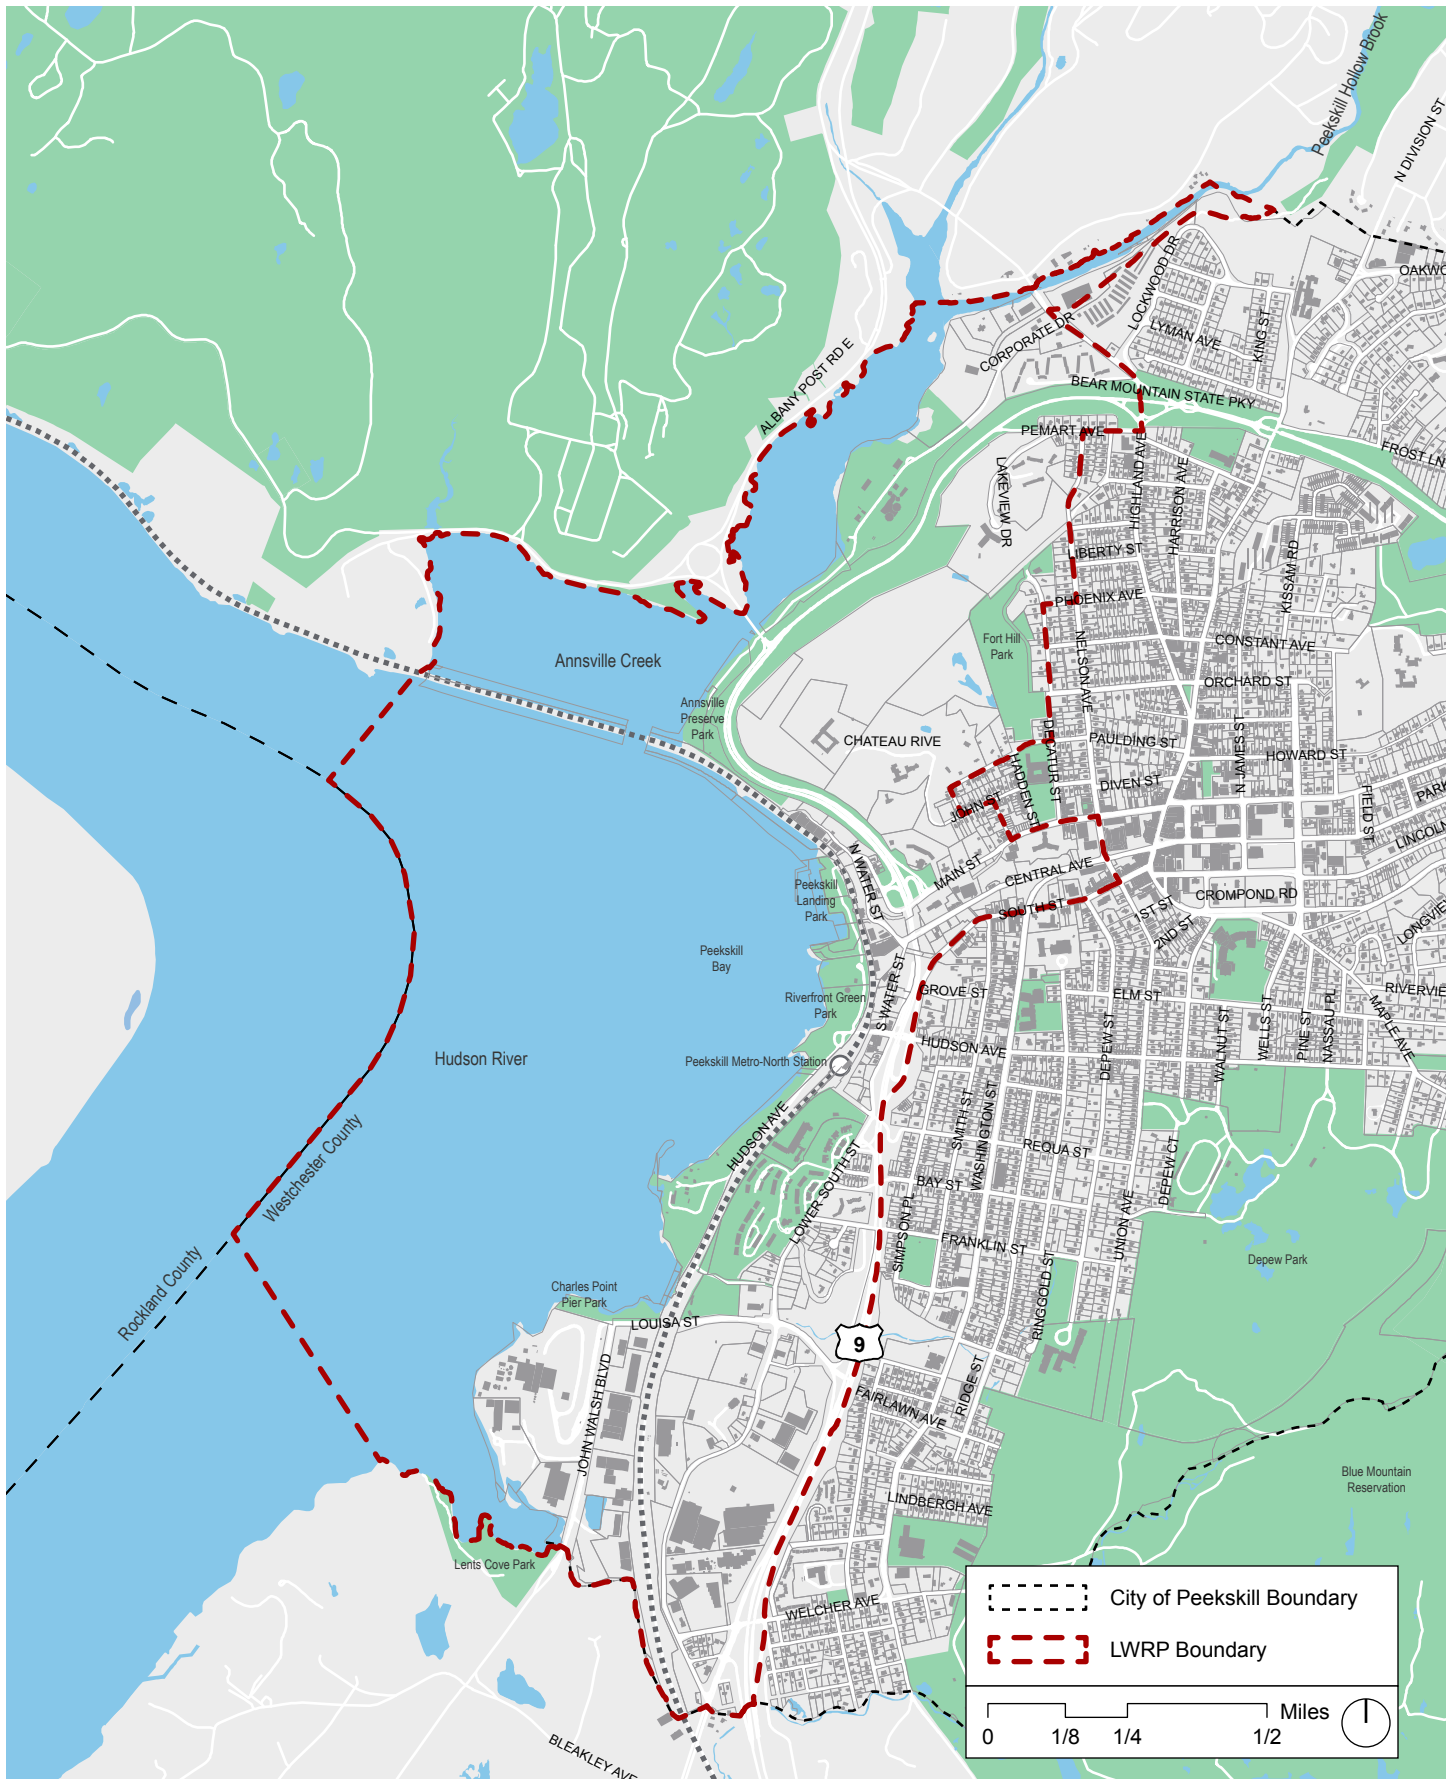 Peekskill Hollow Brook
N DIVISION ST
OAKWO
LOCKWOOD DR
LYMAN AVE
KING ST
CORPORATE DR
ALBANY POST RD E
BEAR MOUNTAIN STATE PKY
PEMART AVE
FROST LN
LAKEVIEW DR
HIGHLAND AVE
HARRISON AVE
LIBERTY ST
KISSAM RD
PHOENIX AVE
Fort Hill
Park
NELSON AVE
CONSTANT AVE
Annsville Creek
ORCHARD ST
Annsville
Preserve
Park
CHATEAU RIVE
DECATUR ST
PAULDING ST
N JAMES ST
HOWARD ST
HADDEN ST
DIVEN ST
JOHN ST
FIELD ST
PARK
LINCOLN
N WATER ST
MAIN ST
CENTRAL AVE
CROMPOND RD
Peekskill
Landing
Park
SOUTH ST
1ST ST
2ND ST
LONGVIE
Peekskill
Bay
S WATER ST
GROVE ST
ELM ST
RIVERVIE
Riverfront Green
Park
HUDSON AVE
DEPEW ST
WALNUT ST
WELLS ST
PINE ST
NASSAU PL
MAPLE AVE
Hudson River
Peekskill Metro-North Station
HUDSON AVE
SMITH ST
WASHINGTON ST
REQUA ST
LOWER SOUTH ST
BAY ST
DEPEW CT
Westchester County
Rockland County
SIMPSON PL
FRANKLIN ST
UNION AVE
Depew Park
Charles Point
Pier Park
LOUISA ST
RINGGOLD ST
9
JOHN WALSH BLVD
FAIRLAWN AVE
RIDGE ST
Blue Mountain
Reservation
LINDBERGH AVE
Lents Cove Park
WELCHER AVE
BLEAKLEY AVE
City of Peekskill Boundary
LWRP Boundary
Miles
0 1/8 1/4 1/2